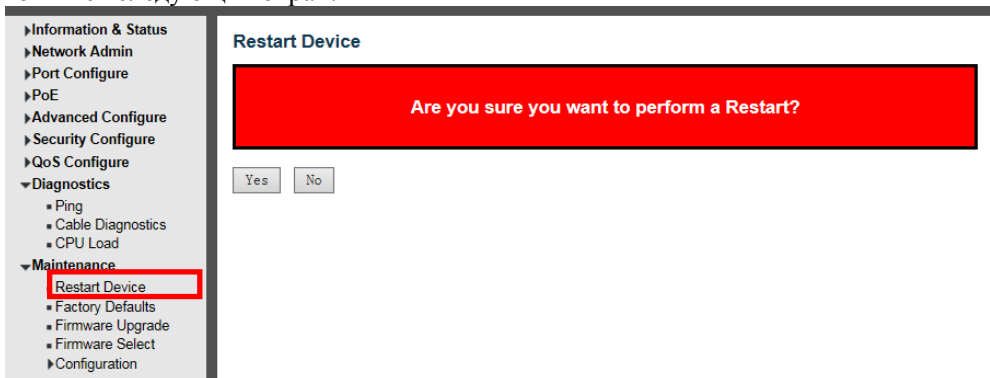 Information & Status
Network Admin
Port Configure
PoE
Advanced Configure
Security Configure
QoS Configure
Diagnostics
Ping
Cable Diagnostics
CPU Load
Maintenance
Restart Device
Factory Defaults
Firmware Upgrade
Firmware Select
Configuration
Restart Device
Are you sure you want to perform a Restart?
Yes No